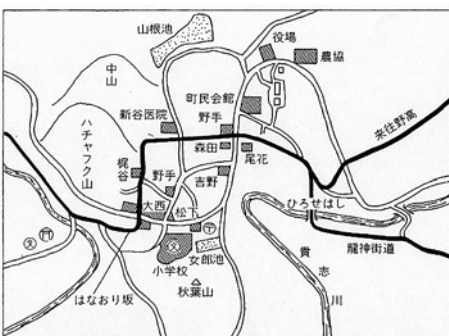 山根池
役場
農協
中山
町民会館
新谷医院
野手
来住野高
ハチャフク山
森田
尾花
梶谷
野手
吉野
大西
松下
ひろせはし
文
文
小学校
女郎池
龍神街道
はなおり坂
秋葉山
貴志川